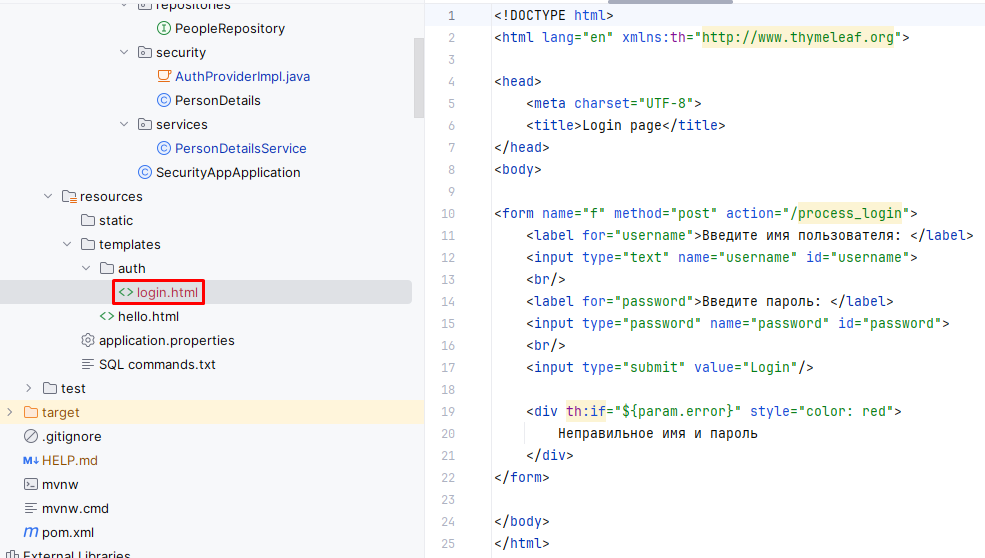 repositories
PeopleRepository
security
AuthProviderImpl.java
PersonDetails
services
PersonDetailsService
SecurityAppApplication
resources
static
templates
auth
login.html
hello.html
application.properties
SQL commands.txt
test
target
.gitignore
HELP.md
mvnw
mvnw.cmd
pom.xml
External Libraries
1 <!DOCTYPE html>
2 <html lang="en" xmlns:th="http://www.thymeleaf.org">
3
4 <head>
5     <meta charset="UTF-8">
6     <title>Login page</title>
7 </head>
8 <body>
9
10 <form name="f" method="post" action="/process_login">
11     <label for="username">Введите имя пользователя: </label>
12     <input type="text" name="username" id="username">
13     <br/>
14     <label for="password">Введите пароль: </label>
15     <input type="password" name="password" id="password">
16     <br/>
17     <input type="submit" value="Login"/>
18
19     <div th:if="${param.error}" style="color: red">
20         Неправильное имя и пароль
21     </div>
22 </form>
23
24 </body>
25 </html>